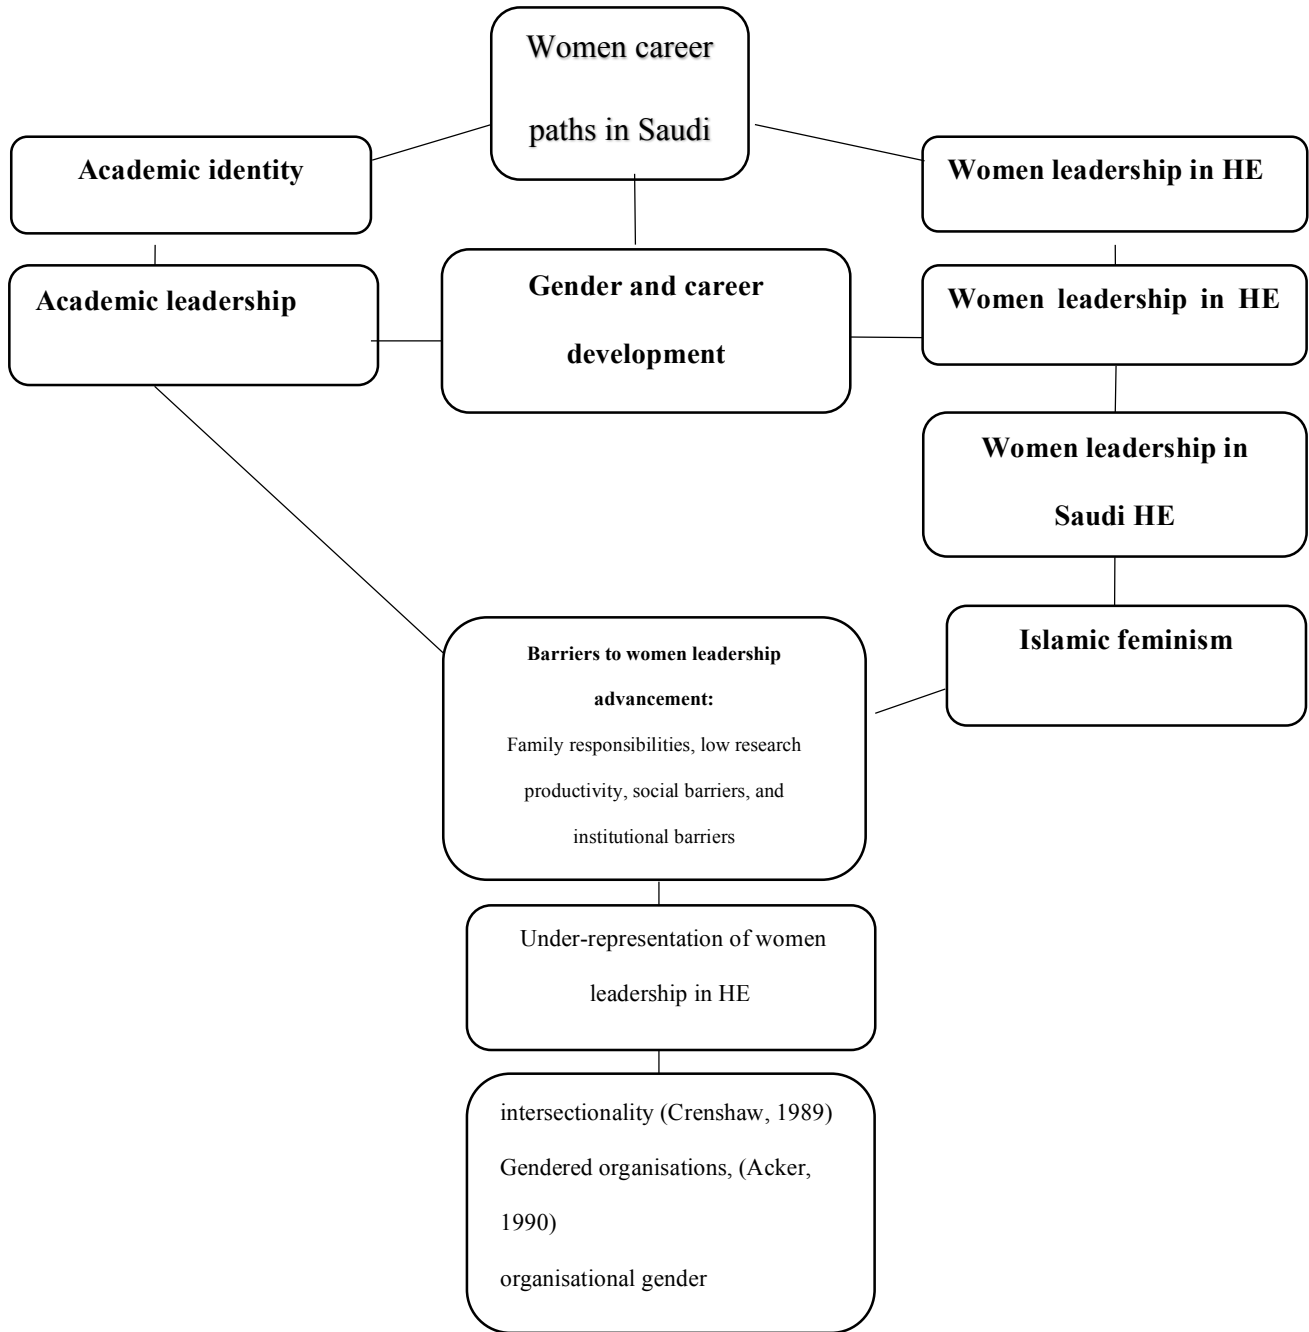 Women career
paths in Saudi
Academic identity
Women leadership in HE
Academic leadership
Gender and career
development
Women leadership in HE
Women leadership in
Saudi HE
Islamic feminism
Barriers to women leadership
advancement:
Family responsibilities, low research
productivity, social barriers, and
institutional barriers
Under-representation of women
leadership in HE
intersectionality (Crenshaw, 1989)
Gendered organisations, (Acker,
1990)
organisational gender